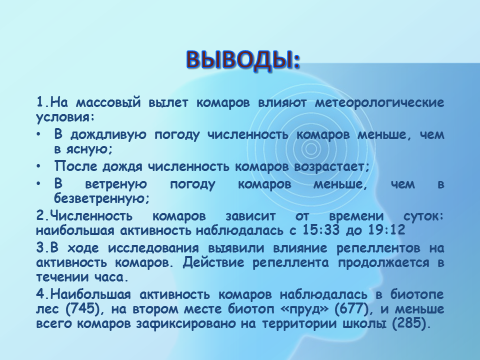 ВЫВОДЫ:
1.На массовый вылет комаров влияют метеорологические
условия:
• В дождливую погоду численность комаров меньше, чем
в ясную;
• После дождя численность комаров возрастает;
• В ветреную погоду комаров меньше, чем в
безветренную;
2.Численность комаров зависит от времени суток:
наибольшая активность наблюдалась с 15:33 до 19:12
3.В ходе исследования выявили влияние репеллентов на
активность комаров. Действие репеллента продолжается в
течении часа.
4.Наибольшая активность комаров наблюдалась в биотопе
лес (745), на втором месте биотоп «пруд» (677), и меньше
всего комаров зафиксировано на территории школы (285).